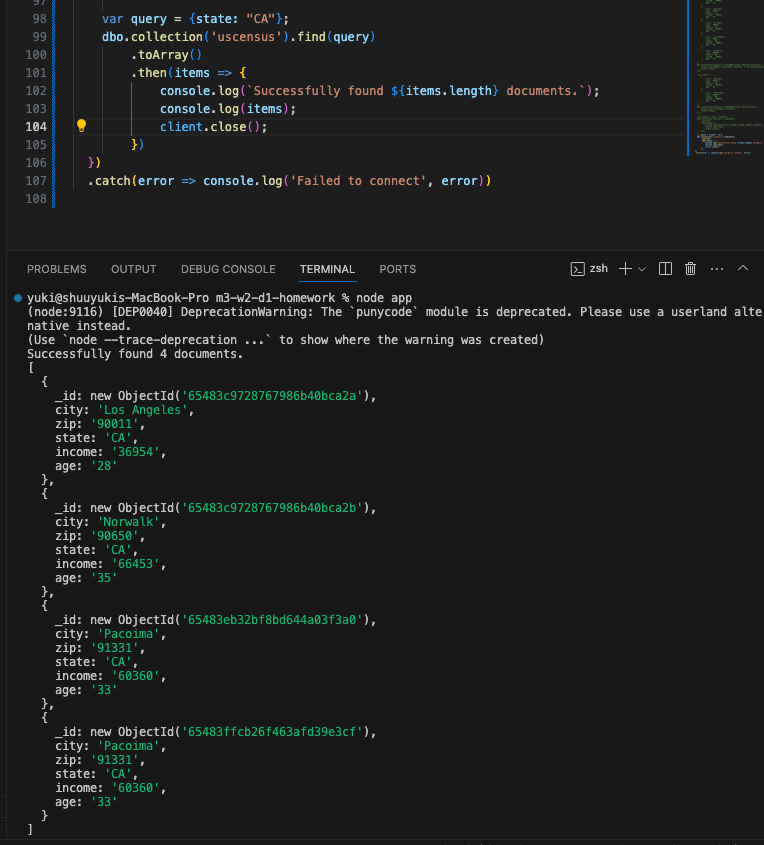 97
98 var query = {state: "CA"};
99 dbo.collection('uscensus').find(query)
100 .toArray()
101 .then(items => {
102 console.log(`Successfully found ${items.length} documents.`);
103 console.log(items);
104 client.close();
105 })
106 })
107 .catch(error => console.log('Failed to connect', error))
108
PROBLEMS OUTPUT DEBUG CONSOLE TERMINAL PORTS zsh
yuki@shuuyukis-MacBook-Pro m3-w2-d1-homework % node app
(node:9116) [DEP0040] DeprecationWarning: The `punycode` module is deprecated. Please use a userland alte
native instead.
(Use `node --trace-deprecation ...` to show where the warning was created)
Successfully found 4 documents.
[
{
_id: new ObjectId('65483c9728767986b40bca2a'),
city: 'Los Angeles',
zip: '90011',
state: 'CA',
income: '36954',
age: '28'
},
{
_id: new ObjectId('65483c9728767986b40bca2b'),
city: 'Norwalk',
zip: '90650',
state: 'CA',
income: '66453',
age: '35'
},
{
_id: new ObjectId('65483eb32bf8bd644a03f3a0'),
city: 'Pacoima',
zip: '91331',
state: 'CA',
income: '60360',
age: '33'
},
{
_id: new ObjectId('65483ffcb26f463afd39e3cf'),
city: 'Pacoima',
zip: '91331',
state: 'CA',
income: '60360',
age: '33'
}
]